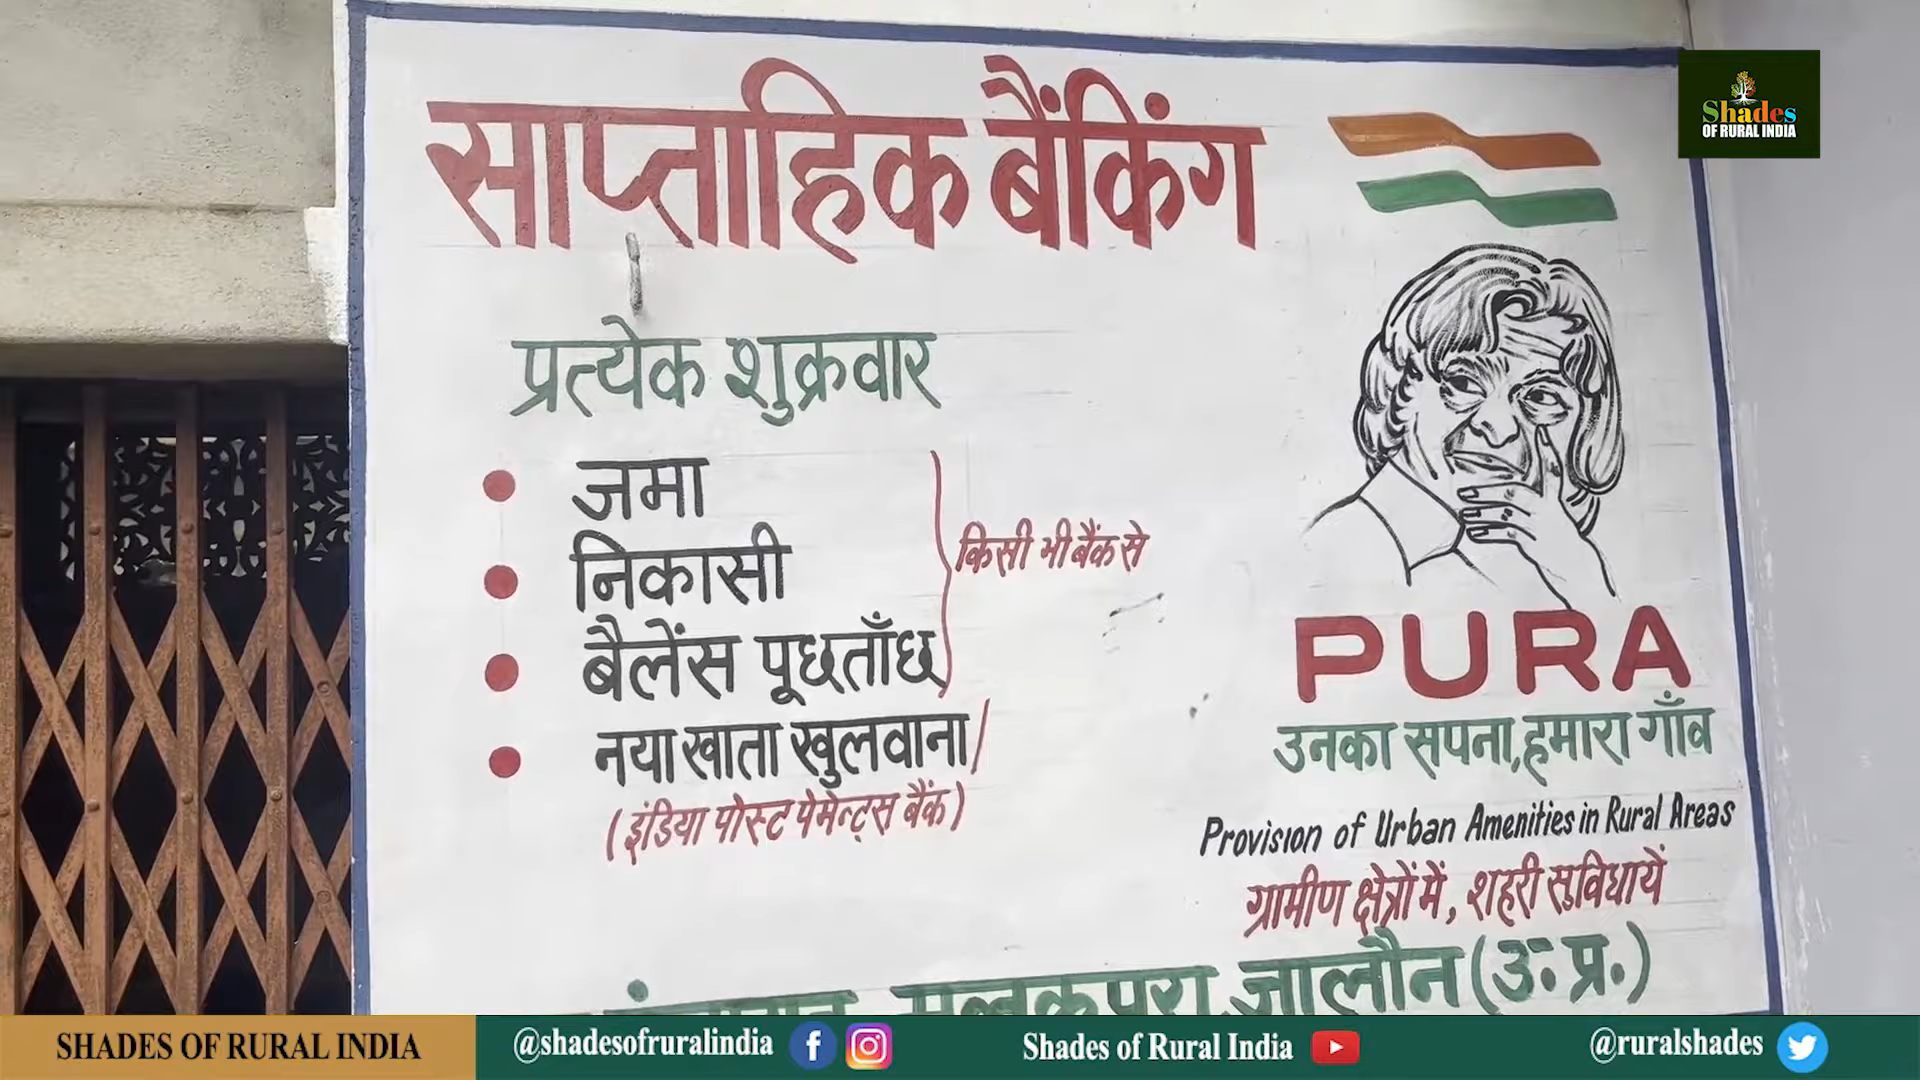 साप्ताहिक बैंकिंग
प्रत्येक शुक्रवार
• जमा
• निकासी
• बैलेंस पूछताँछ
किसी भी बैंक से
• नया खाता खुलवाना
(इंडिया पोस्ट पेमेन्ट्स बैंक)
PURA
उनका सपना, हमारा गाँव
Provision of Urban Amenities in Rural Areas
ग्रामीण क्षेत्रों में, शहरी सुविधायें
मलकपुरा जालौन (उ.प्र.)
Shades
OF RURAL INDIA
SHADES OF RURAL INDIA
@shadesofruralindia
Shades of Rural India
@ruralshades